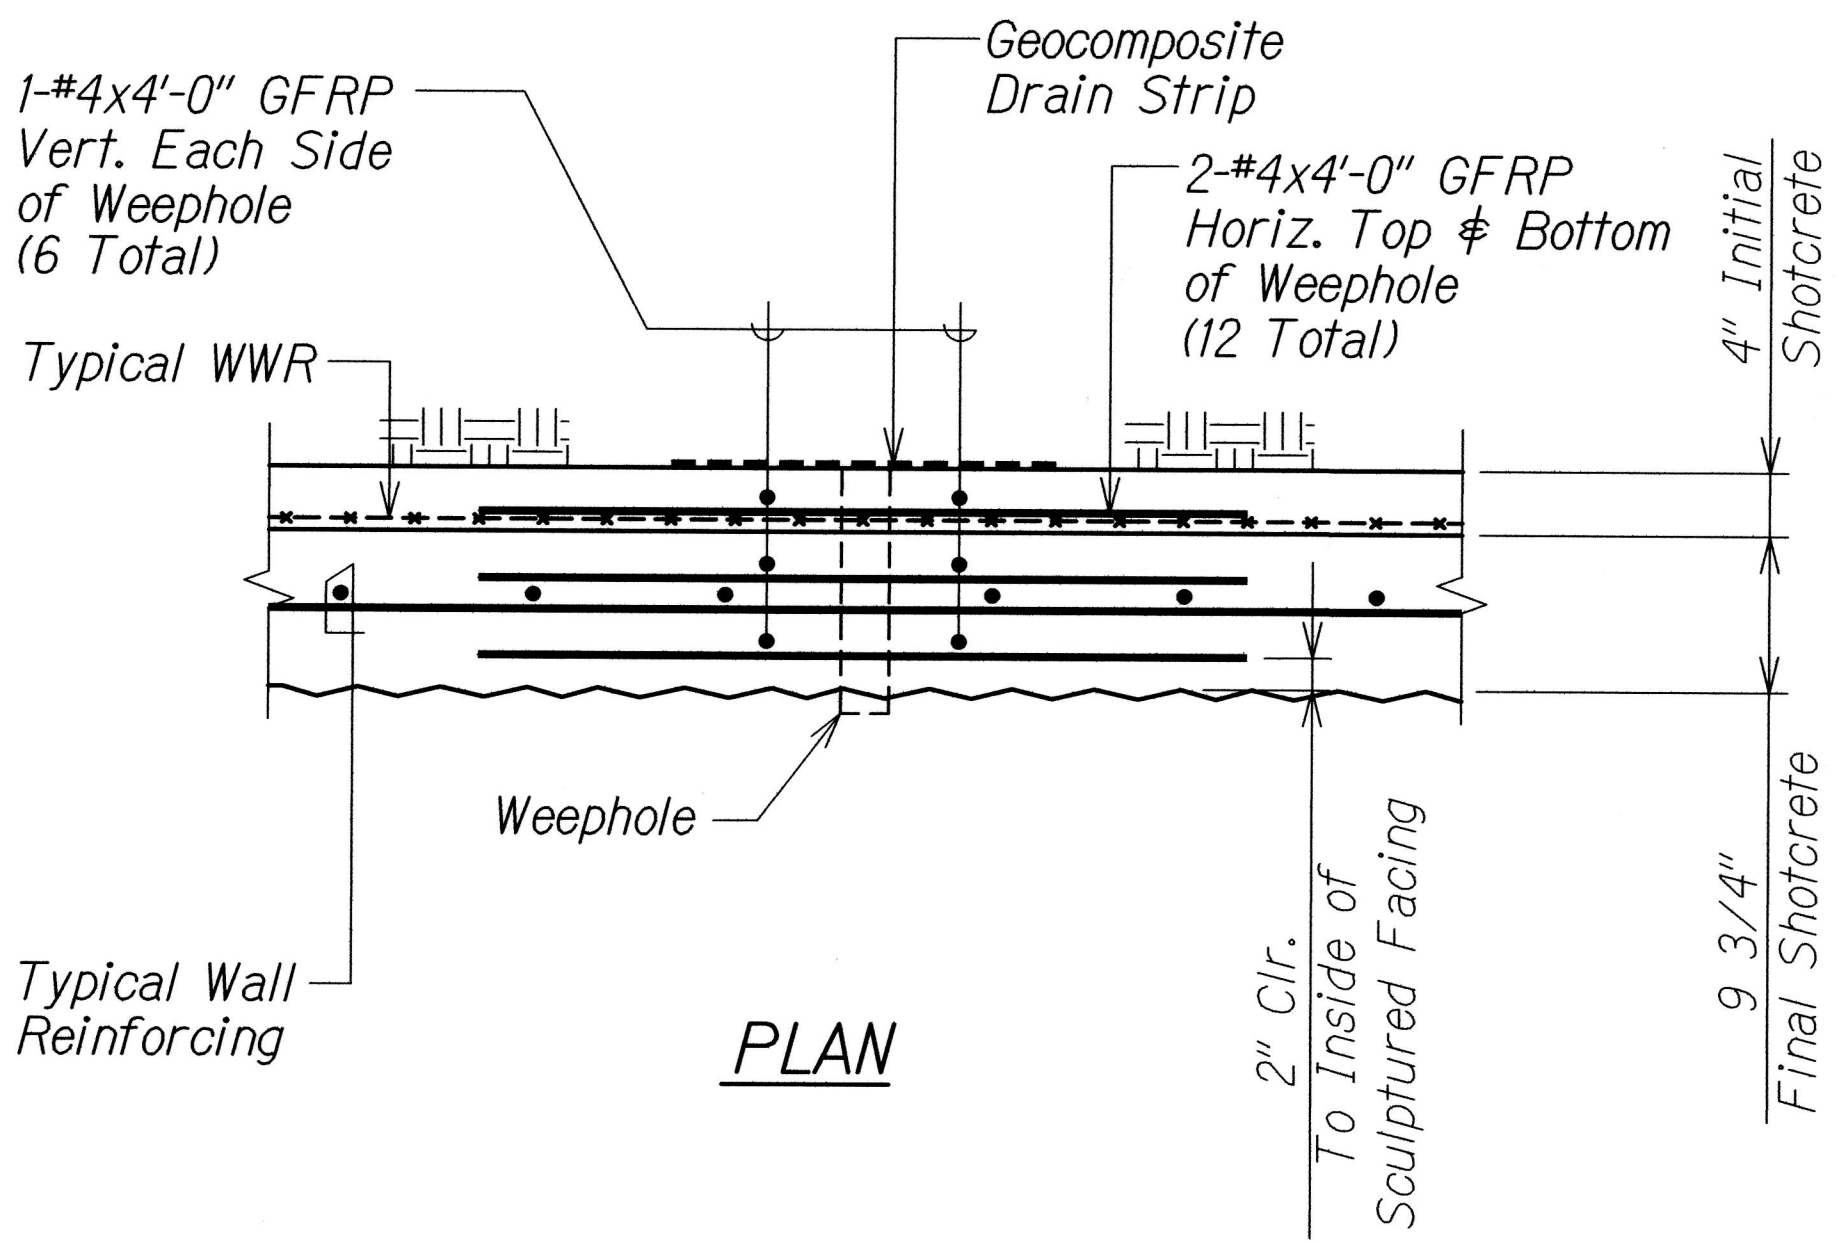 Geocomposite
Drain Strip
1-#4x4'-0" GFRP
Vert. Each Side
of Weephole
(6 Total)
2-#4x4'-0" GFRP
Horiz. Top & Bottom
of Weephole
(12 Total)
4" Initial
Shotcrete
Typical WWR
Weephole
Typical Wall
Reinforcing
PLAN
2" Clr.
To Inside of
Sculptured Facing
9 3/4"
Final Shotcrete